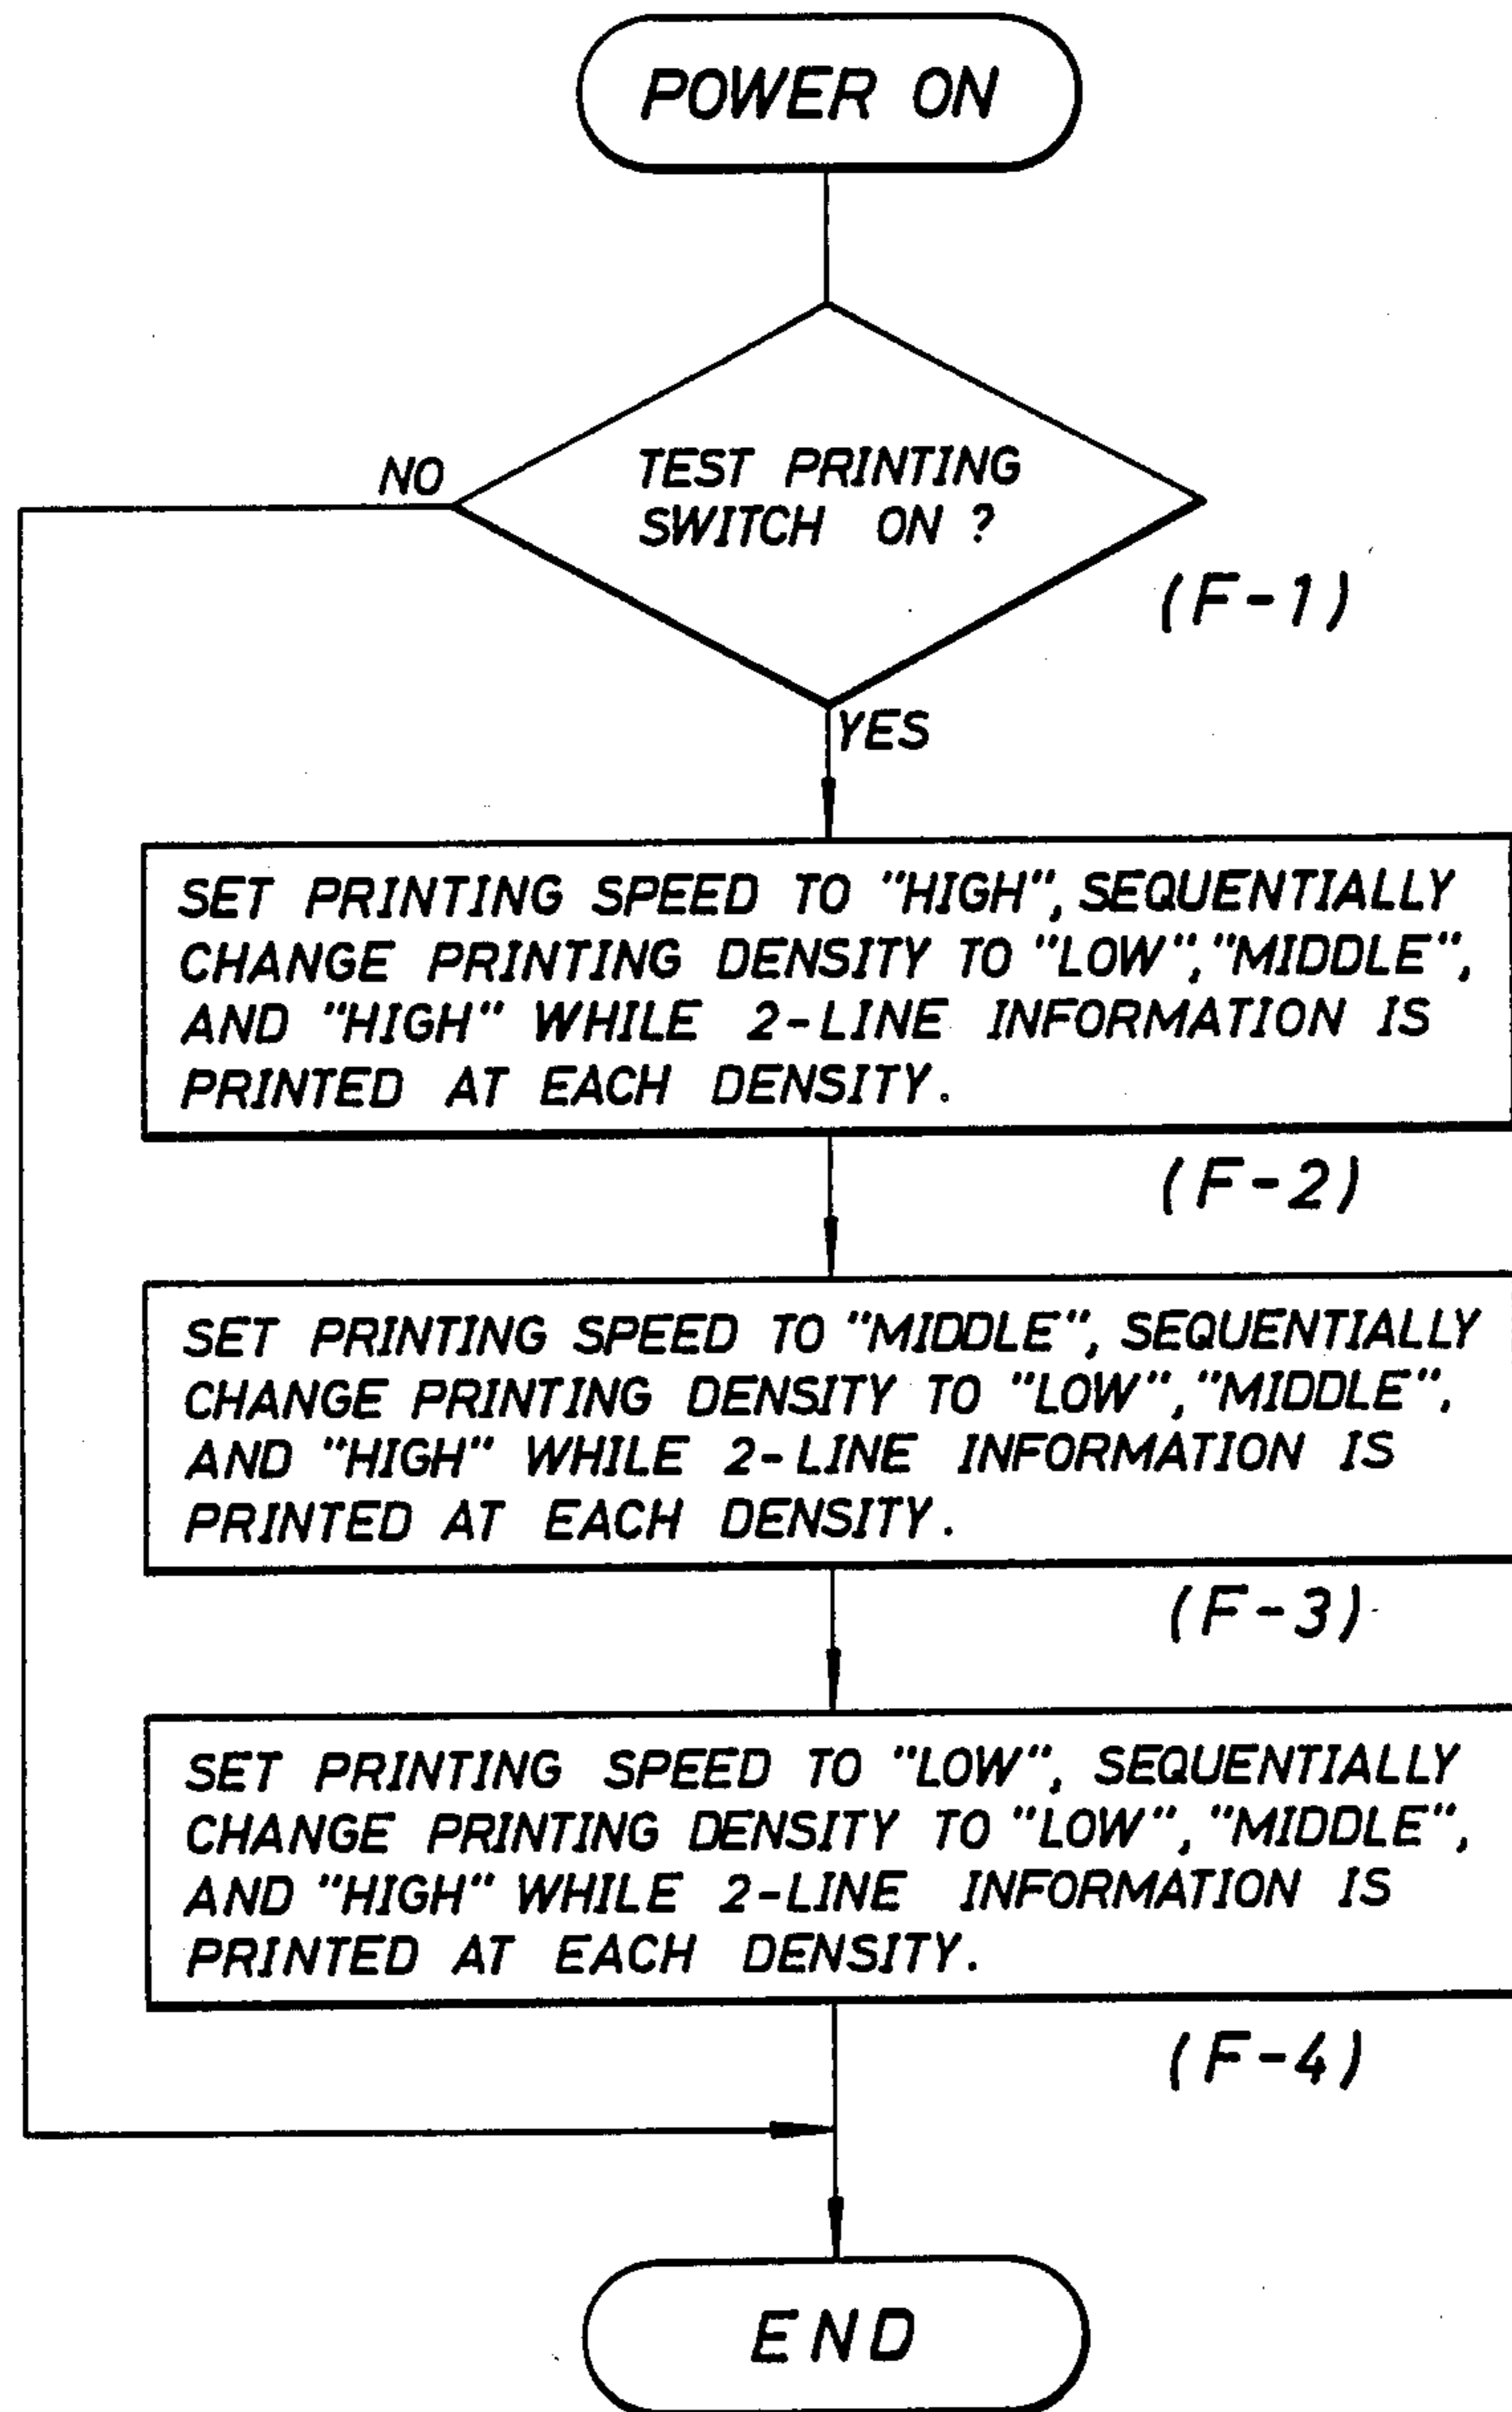 POWER ON
TEST PRINTING
SWITCH ON ?
NO
(F-1)
YES
SET PRINTING SPEED TO "HIGH", SEQUENTIALLY
CHANGE PRINTING DENSITY TO "LOW", "MIDDLE",
AND "HIGH" WHILE 2-LINE INFORMATION IS
PRINTED AT EACH DENSITY.
(F-2)
SET PRINTING SPEED TO "MIDDLE", SEQUENTIALLY
CHANGE PRINTING DENSITY TO "LOW", "MIDDLE",
AND "HIGH" WHILE 2-LINE INFORMATION IS
PRINTED AT EACH DENSITY.
(F-3)
SET PRINTING SPEED TO "LOW", SEQUENTIALLY
CHANGE PRINTING DENSITY TO "LOW", "MIDDLE",
AND "HIGH" WHILE 2-LINE INFORMATION IS
PRINTED AT EACH DENSITY.
(F-4)
END